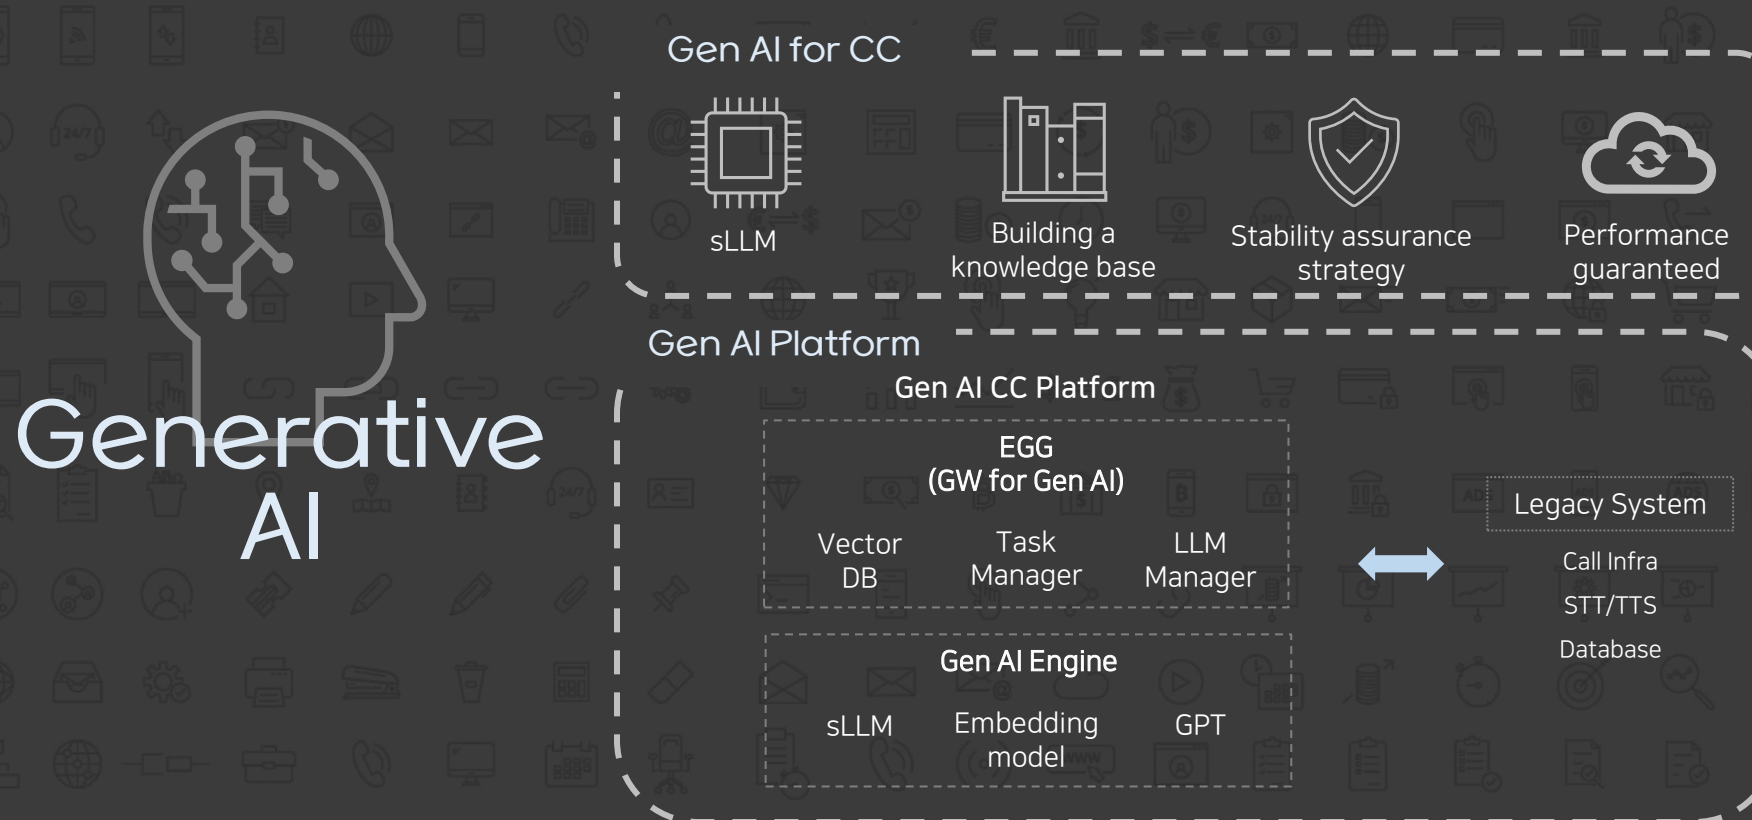 Generative
AI
Gen AI for CC
sLLM
Building a
knowledge base
Stability assurance
strategy
Performance
guaranteed
Gen AI Platform
Gen AI CC Platform
EGG
(GW for Gen AI)
Vector
DB
Task
Manager
LLM
Manager
Gen AI Engine
sLLM
Embedding
model
GPT
Legacy System
Call Infra
STT/TTS
Database